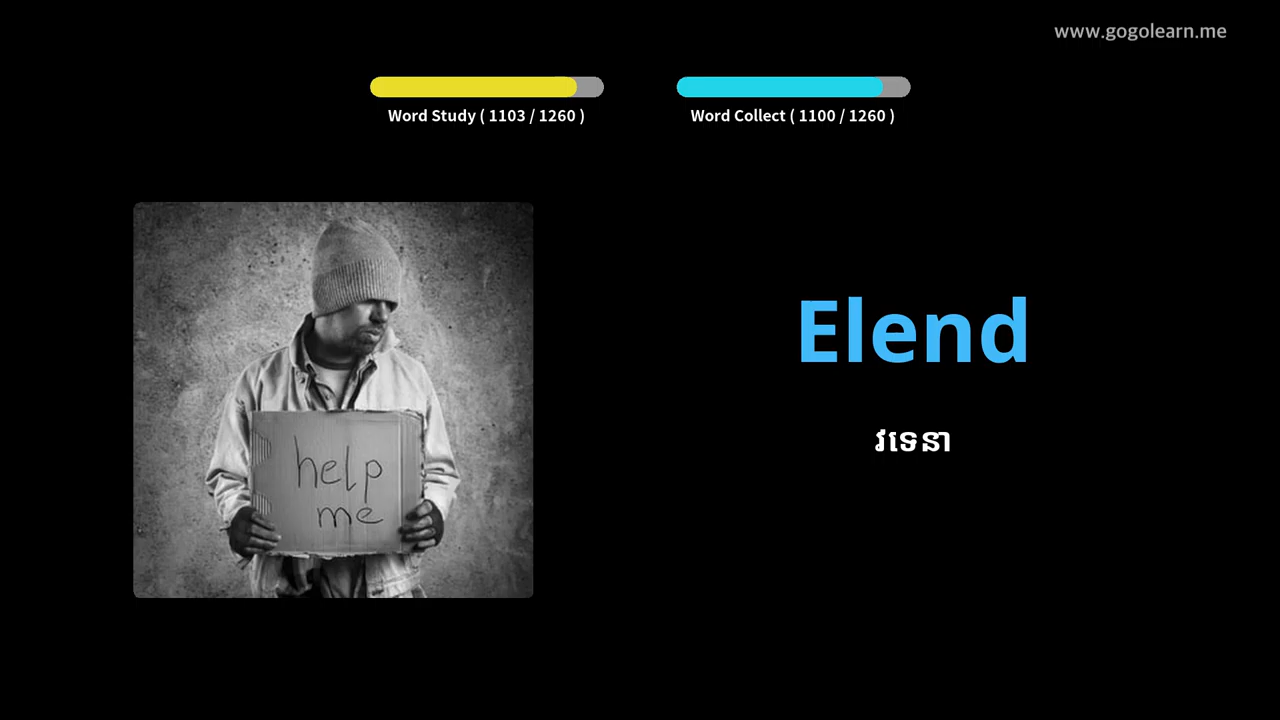 www.gogolearn.me
Word Study ( 1103 / 1260 )
Word Collect ( 1100 / 1260 )
Elend
វេទនា
help
me